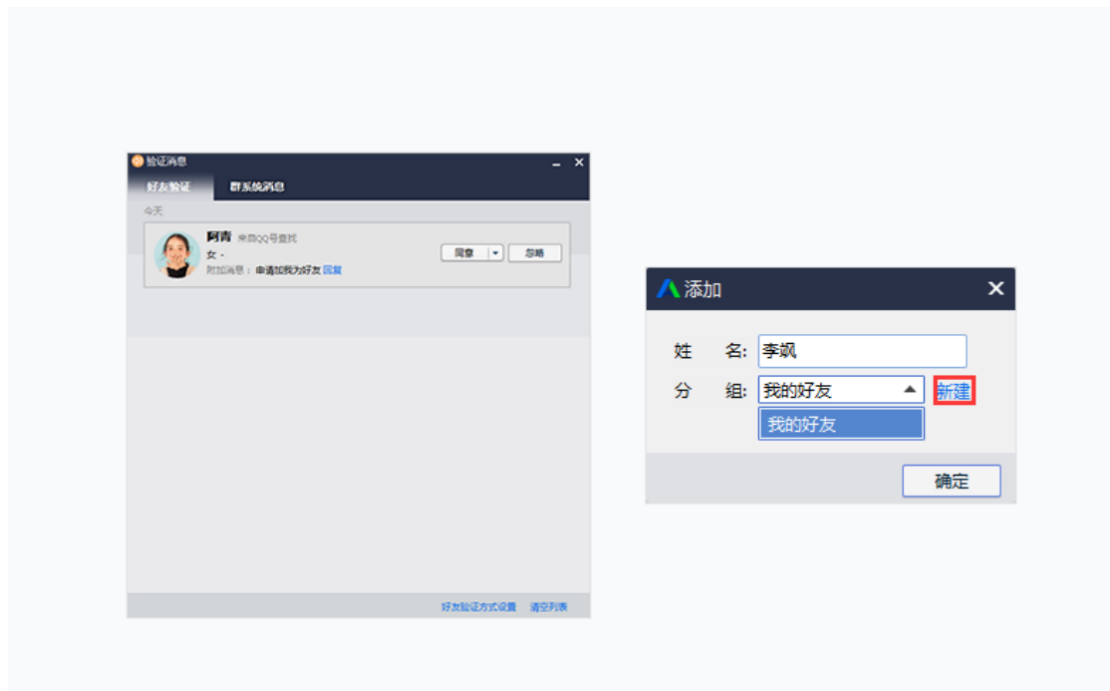 验证消息
好友验证 群系统消息
今天
阿青 来自QQ号查找
女 -
附加消息： 申请加我为好友 回复
同意 忽略
好友验证方式设置 清空列表
添加
姓 名: 李飒
分 组: 我的好友 新建
我的好友
确定